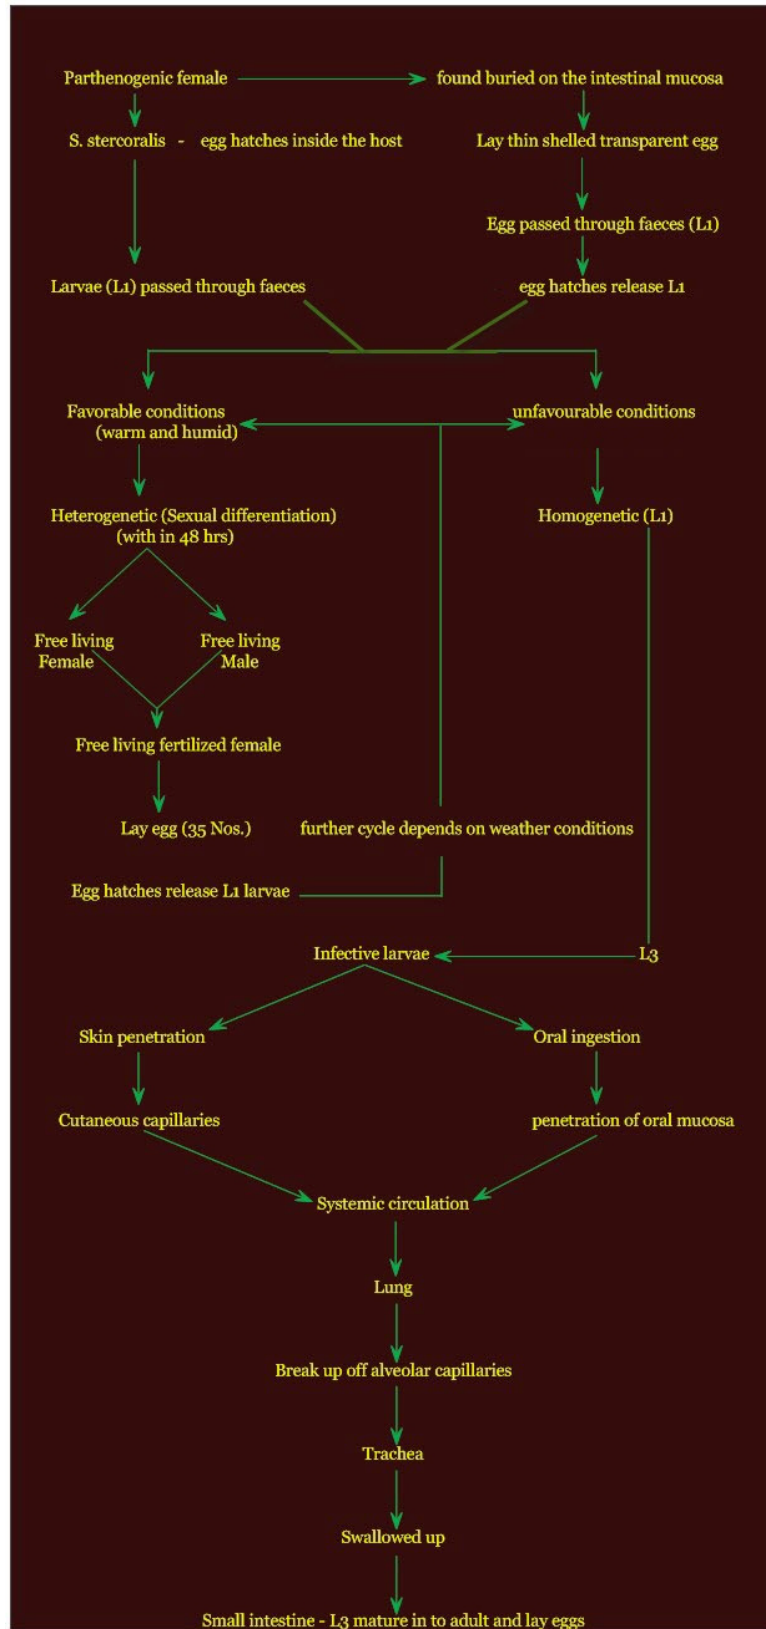 Parthenogenic female
found buried on the intestinal mucosa
S. stercoralis - egg hatches inside the host
Lay thin shelled transparent egg
Egg passed through faeces (L1)
Larvae (L1) passed through faeces
egg hatches release L1
Favorable conditions
(warm and humid)
unfavourable conditions
Heterogenetic (Sexual differentiation)
(with in 48 hrs)
Homogenetic (L1)
Free living
Female
Free living
Male
Free living fertilized female
Lay egg (35 Nos.)
further cycle depends on weather conditions
Egg hatches release L1 larvae
Infective larvae
L3
Skin penetration
Oral ingestion
Cutaneous capillaries
penetration of oral mucosa
Systemic circulation
Lung
Break up off alveolar capillaries
Trachea
Swallowed up
Small intestine - L3 mature in to adult and lay eggs